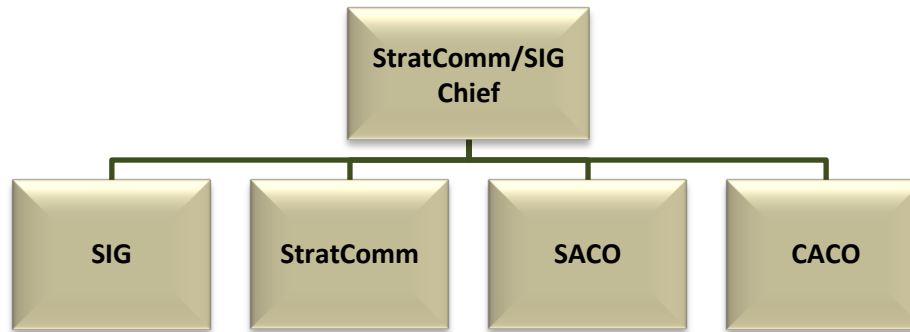 StratComm/SIG
Chief
SIG
StratComm
SACO
CACO